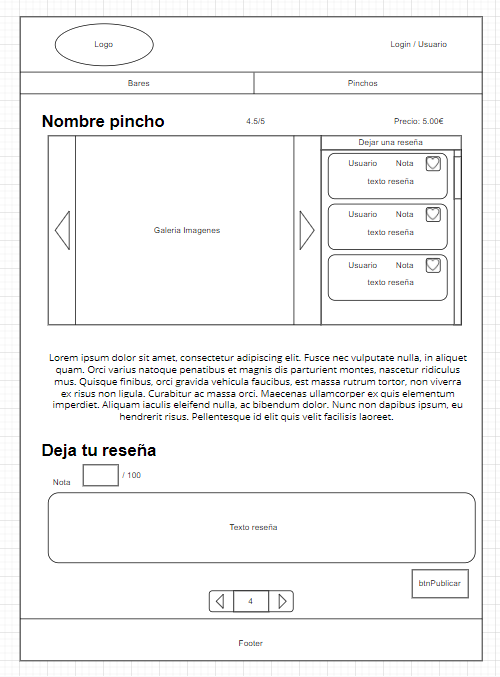 Logo
Login / Usuario
Bares
Pinchos
Nombre pincho
4.5/5
Precio: 5.00€
Dejar una reseña
Usuario
Nota
texto reseña
Usuario
Nota
texto reseña
Usuario
Nota
texto reseña
Galeria Imagenes
Lorem ipsum dolor sit amet, consectetur adipiscing elit. Fusce nec vulputate nulla, in aliquet
quam. Orci varius natoque penatibus et magnis dis parturient montes, nascetur ridiculus
mus. Quisque finibus, orci gravida vehicula faucibus, est massa rutrum tortor, non viverra
ex risus non ligula. Curabitur ac massa orci. Maecenas ullamcorper ex quis elementum
imperdiet. Aliquam iaculis eleifend nulla, ac bibendum dolor. Nunc non dapibus ipsum, eu
hendrerit risus. Pellentesque id elit quis velit facilisis laoreet.
Deja tu reseña
Nota
/ 100
Texto reseña
btnPublicar
4
Footer